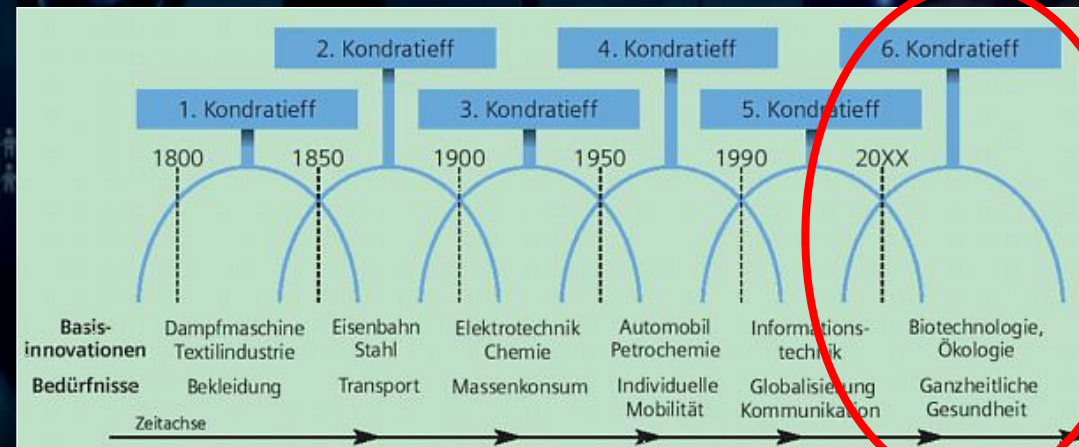 2. Kondratieff 4. Kondratieff 6. Kondratieff
1. Kondratieff 3. Kondratieff 5. Kondratieff
1800 1850 1900 1950 1990 20XX
Basis- Dampfmaschine Eisenbahn Elektrotechnik Automobil Informations- Biotechnologie,
innovationen Textilindustrie Stahl Chemie Petrochemie technik Ökologie
Bedürfnisse Bekleidung Transport Massenkonsum Individuelle Globalisierung Ganzheitliche
Mobilität Kommunikation Gesundheit
Zeitachse